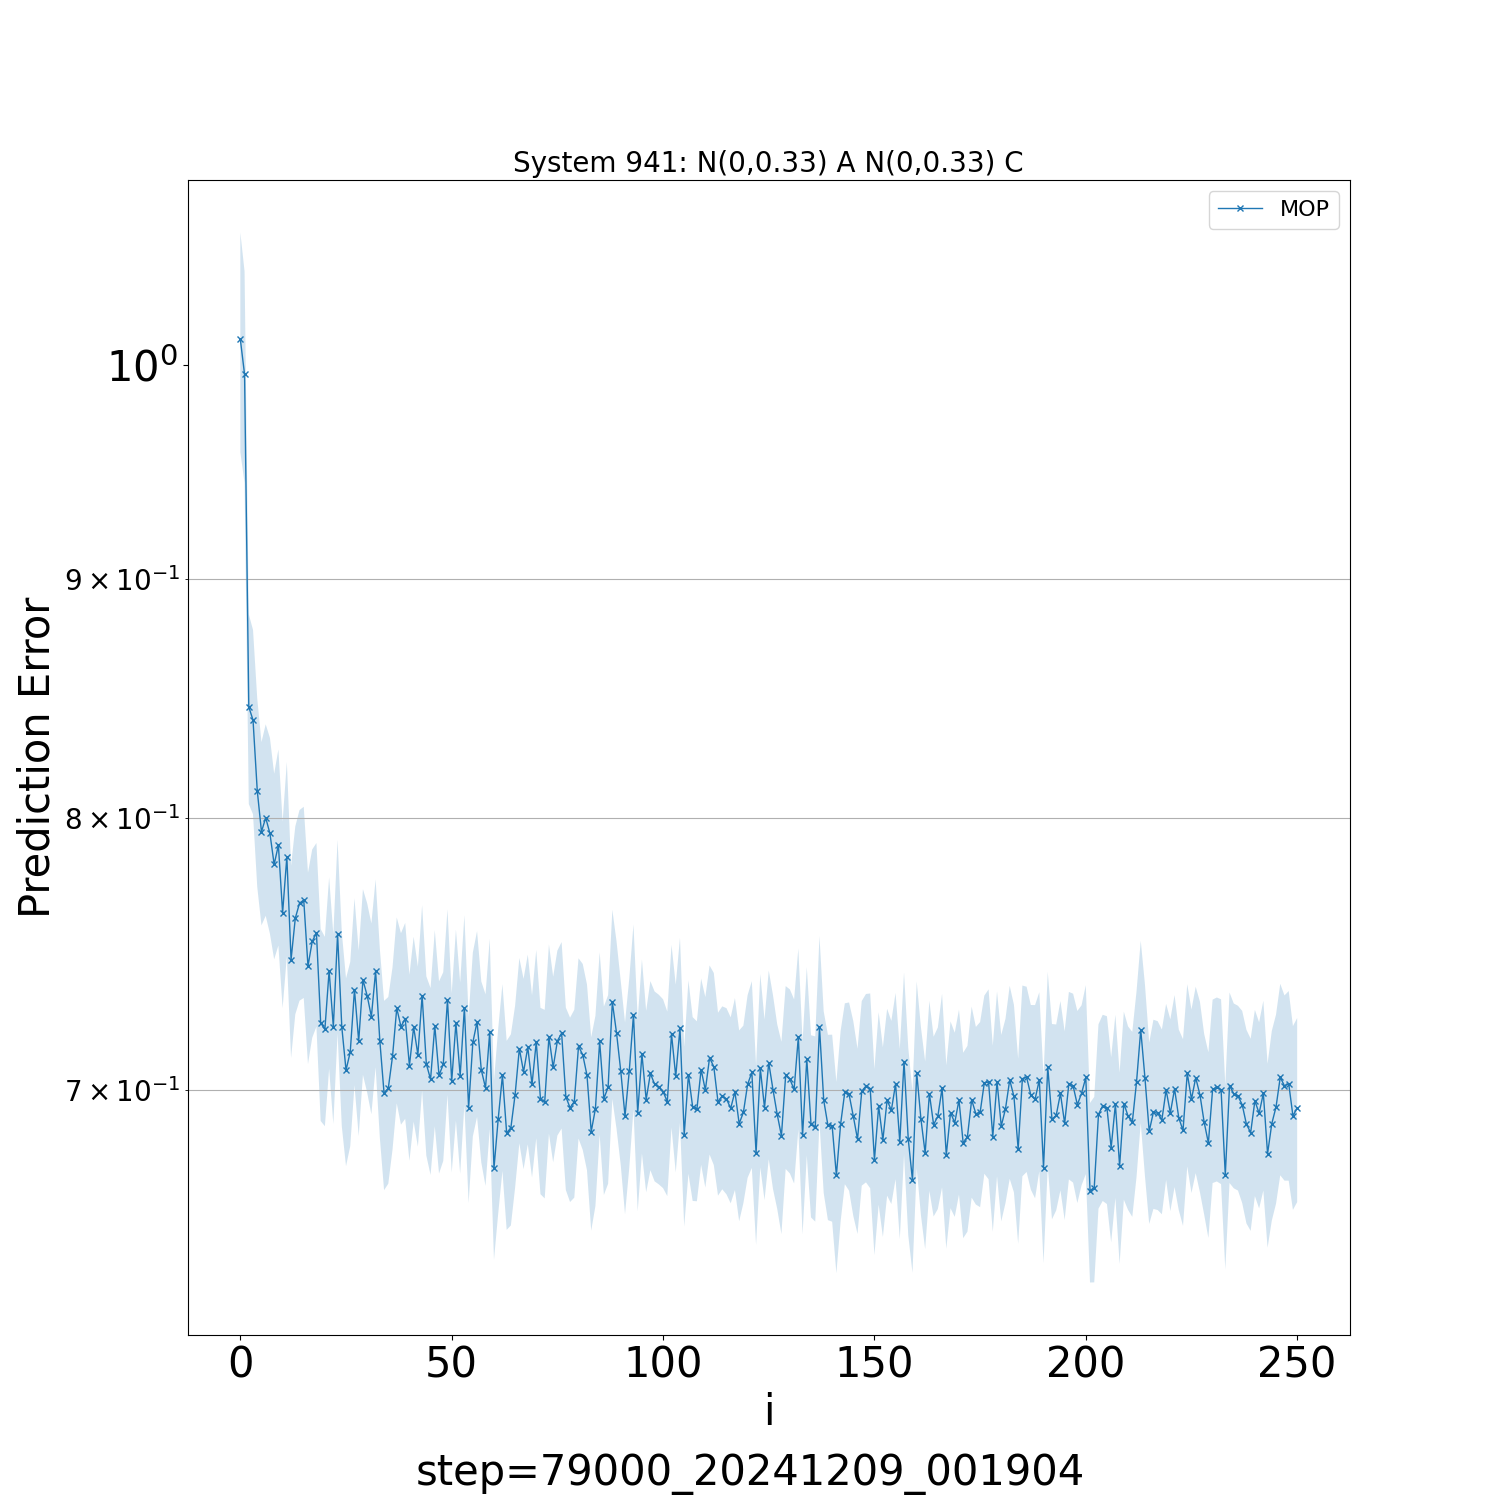 System 941: N(0,0.33) A N(0,0.33) C
MOP
10⁰
9 × 10⁻¹
8 × 10⁻¹
7 × 10⁻¹
Prediction Error
0 50 100 150 200 250
i
step=79000_20241209_001904